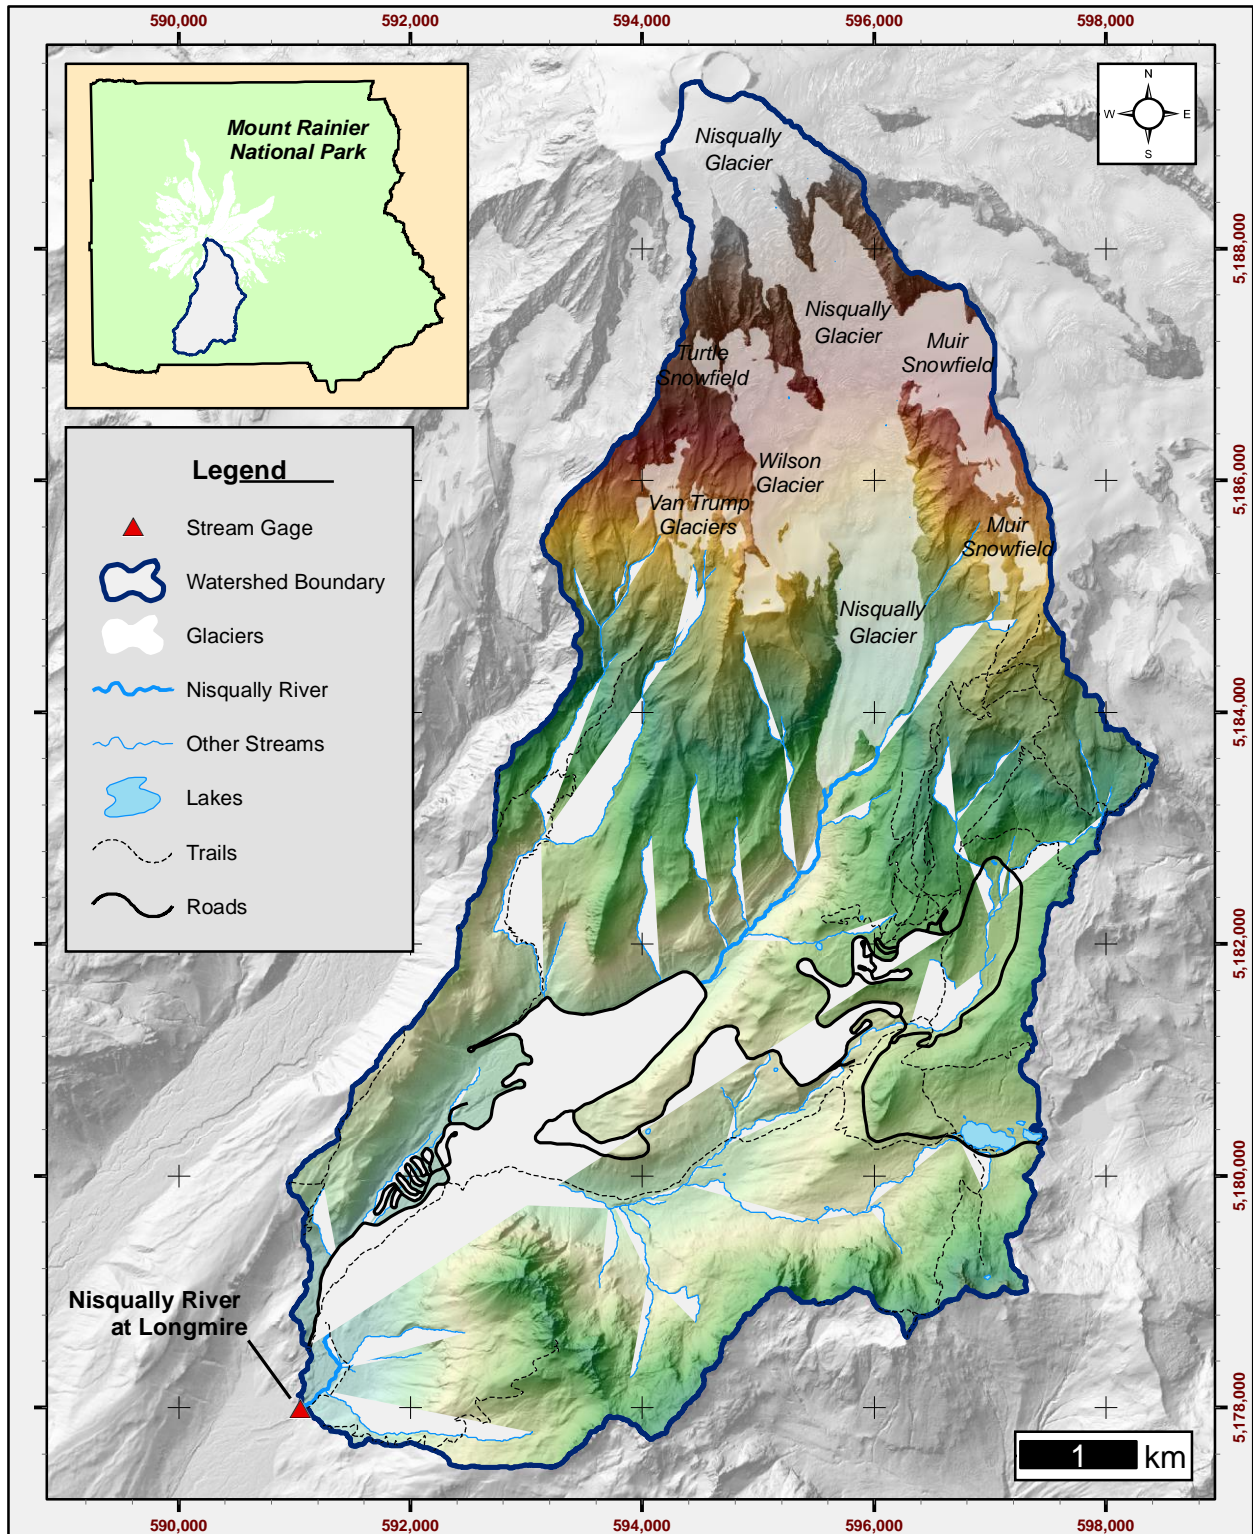 590,000
592,000
594,000
596,000
598,000
Mount Rainier
National Park
N
W
E
S
Nisqually
Glacier
5,188,000
Nisqually
Glacier
Muir
Snowfield
Turtle
Snowfield
Legend
Stream Gage
Watershed Boundary
Glaciers
Nisqually River
Other Streams
Lakes
Trails
Roads
Wilson
Glacier
5,186,000
Van Trump
Glaciers
Muir
Snowfield
Nisqually
Glacier
5,184,000
5,182,000
5,180,000
Nisqually River
at Longmire
5,178,000
1 km
590,000
592,000
594,000
596,000
598,000